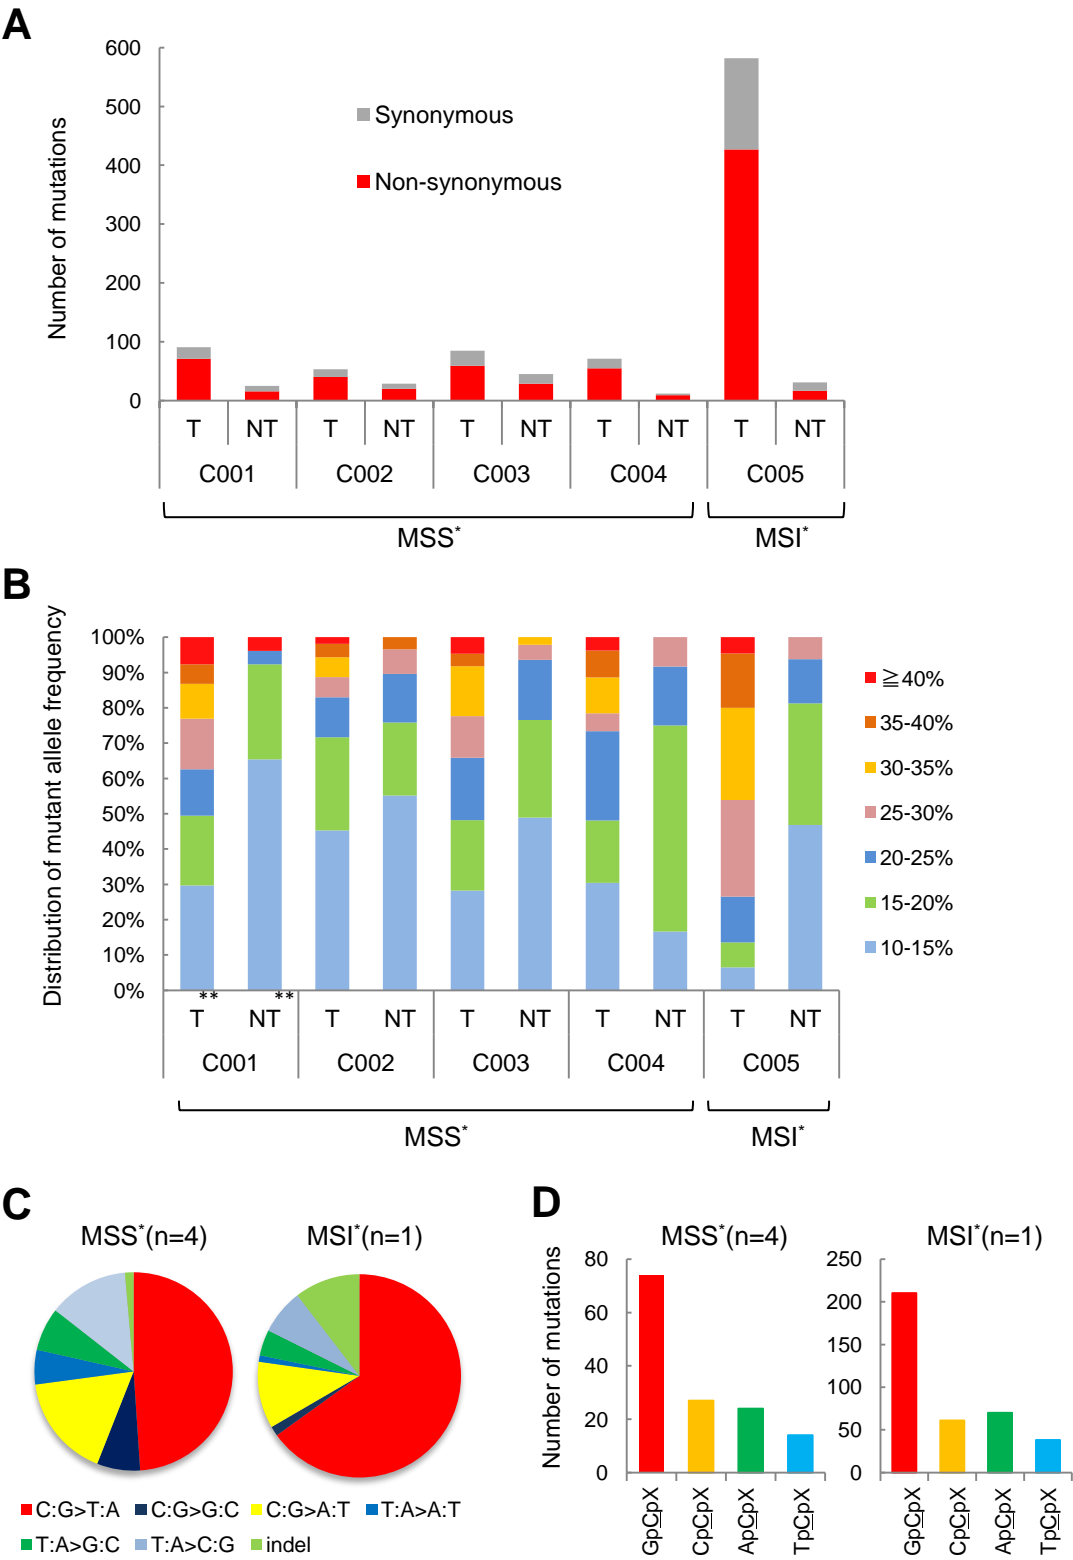 A
600
500
400
300
200
100
0
Number of mutations
Synonymous
Non-synonymous
T NT T NT T NT T NT T NT
C001 C002 C003 C004 C005
MSS* MSI*
B
Distribution of mutant allele frequency
100%
90%
80%
70%
60%
50%
40%
30%
20%
10%
0%
≧40%
35-40%
30-35%
25-30%
20-25%
15-20%
10-15%
T** NT** T NT T NT T NT T NT
C001 C002 C003 C004 C005
MSS* MSI*
C
MSS*(n=4) MSI*(n=1)
C:G>T:A C:G>G:C C:G>A:T T:A>A:T
T:A>G:C T:A>C:G indel
D
MSS*(n=4) MSI*(n=1)
Number of mutations
80
60
40
20
0
GpCpX CpCpX ApCpX TpCpX
250
200
150
100
50
0
GpCpX CpCpX ApCpX TpCpX